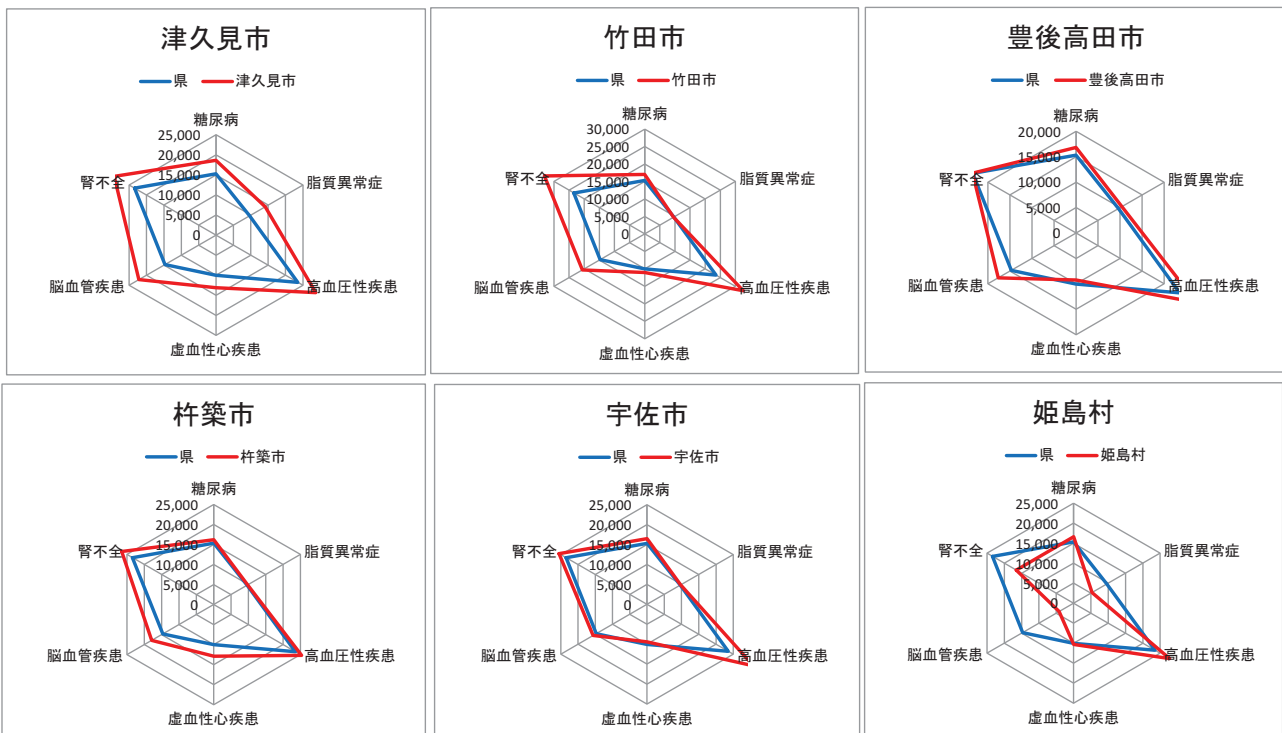 津久見市
県 津久見市
糖尿病
25,000
20,000
15,000
10,000
5,000
0
脂質異常症
高血圧性疾患
虚血性心疾患
脳血管疾患
腎不全
竹田市
県 竹田市
糖尿病
30,000
25,000
20,000
15,000
10,000
5,000
0
脂質異常症
高血圧性疾患
虚血性心疾患
脳血管疾患
腎不全
豊後高田市
県 豊後高田市
糖尿病
20,000
15,000
10,000
5,000
0
脂質異常症
高血圧性疾患
虚血性心疾患
脳血管疾患
腎不全
杵築市
県 杵築市
糖尿病
25,000
20,000
15,000
10,000
5,000
0
脂質異常症
高血圧性疾患
虚血性心疾患
脳血管疾患
腎不全
宇佐市
県 宇佐市
糖尿病
25,000
20,000
15,000
10,000
5,000
0
脂質異常症
高血圧性疾患
虚血性心疾患
脳血管疾患
腎不全
姫島村
県 姫島村
糖尿病
25,000
20,000
15,000
10,000
5,000
0
脂質異常症
高血圧性疾患
虚血性心疾患
脳血管疾患
腎不全